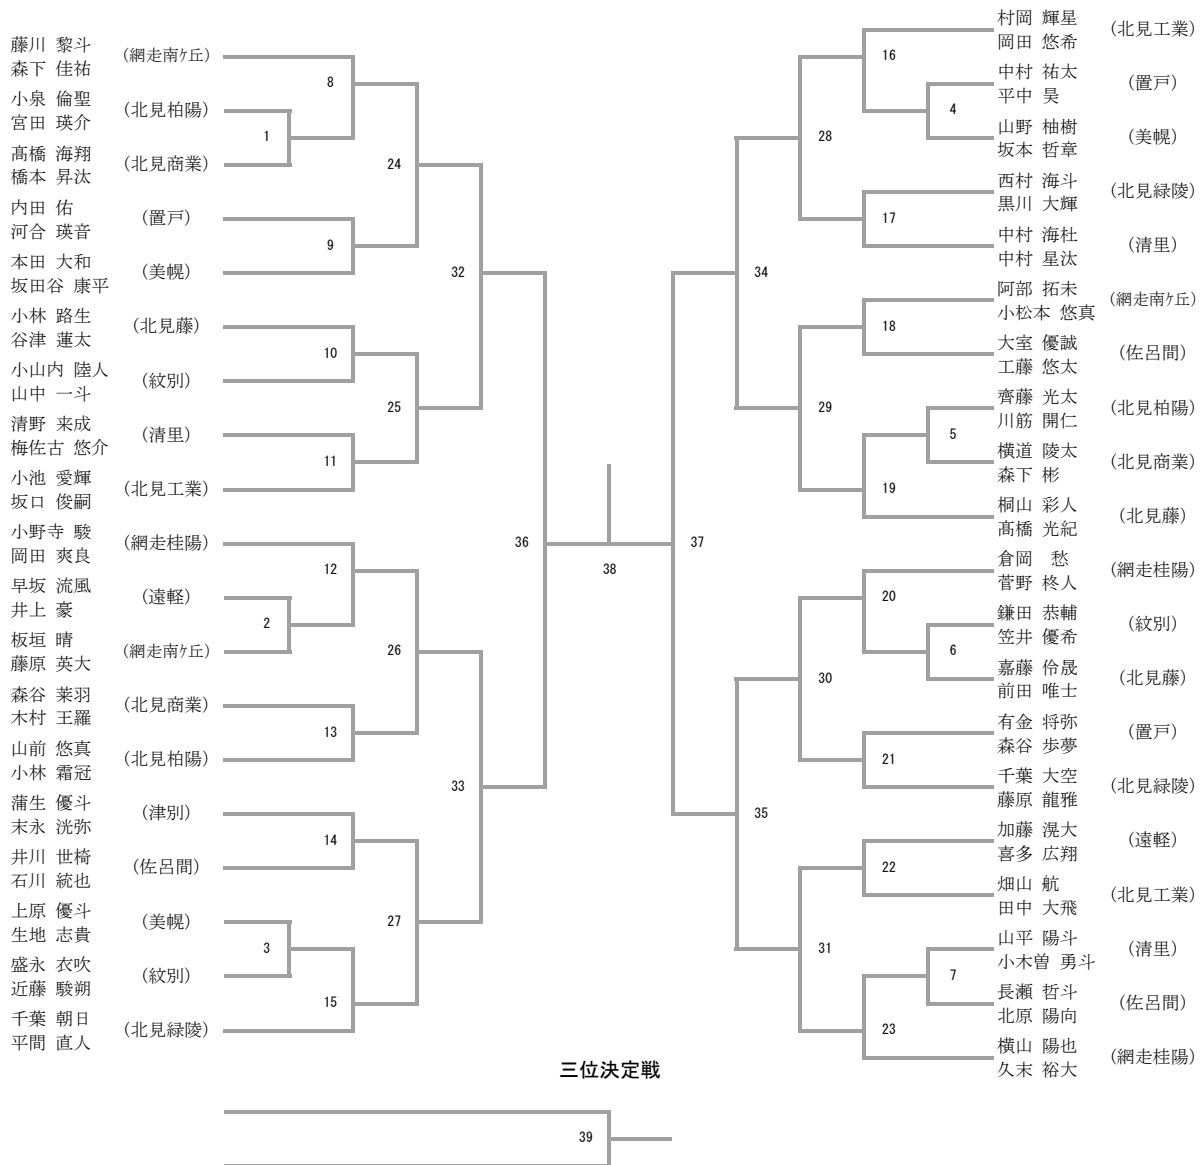 藤川 黎斗
森下 佳祐
(網走南ケ丘)
小泉 倫聖
宮田 瑛介
(北見柏陽)
髙橋 海翔
橋本 昇汰
(北見商業)
内田 佑
河合 瑛音
(置戸)
本田 大和
坂田谷 康平
(美幌)
小林 路生
谷津 蓮太
(北見藤)
小山内 陸人
山中 一斗
(紋別)
清野 来成
梅佐古 悠介
(清里)
小池 愛輝
坂口 俊嗣
(北見工業)
小野寺 駿
岡田 爽良
(網走桂陽)
早坂 流風
井上 豪
(遠軽)
板垣 晴
藤原 英大
(網走南ケ丘)
森谷 茉羽
木村 王羅
(北見商業)
山前 悠真
小林 霜冠
(北見柏陽)
蒲生 優斗
末永 洸弥
(津別)
井川 世椅
石川 統也
(佐呂間)
上原 優斗
生地 志貴
(美幌)
盛永 衣吹
近藤 駿朔
(紋別)
千葉 朝日
平間 直人
(北見緑陵)
1
2
3
8
9
10
11
12
13
14
15
24
25
26
27
32
33
36
38
37
34
35
28
29
30
31
16
17
18
19
20
21
22
23
4
5
6
7
村岡 輝星
岡田 悠希
(北見工業)
中村 祐太
平中 昊
(置戸)
山野 柚樹
坂本 哲章
(美幌)
西村 海斗
黒川 大輝
(北見緑陵)
中村 海杜
中村 星汰
(清里)
阿部 拓未
小松本 悠真
(網走南ケ丘)
大室 優誠
工藤 悠太
(佐呂間)
齊藤 光太
川筋 開仁
(北見柏陽)
横道 陵太
森下 彬
(北見商業)
桐山 彩人
髙橋 光紀
(北見藤)
倉岡 愁
菅野 柊人
(網走桂陽)
鎌田 恭輔
笠井 優希
(紋別)
嘉藤 伶晟
前田 唯士
(北見藤)
有金 将弥
森谷 歩夢
(置戸)
千葉 大空
藤原 龍雅
(北見緑陵)
加藤 滉大
喜多 広翔
(遠軽)
畑山 航
田中 大飛
(北見工業)
山平 陽斗
小木曽 勇斗
(清里)
長瀬 哲斗
北原 陽向
(佐呂間)
横山 陽也
久末 裕大
(網走桂陽)
三位決定戦
39